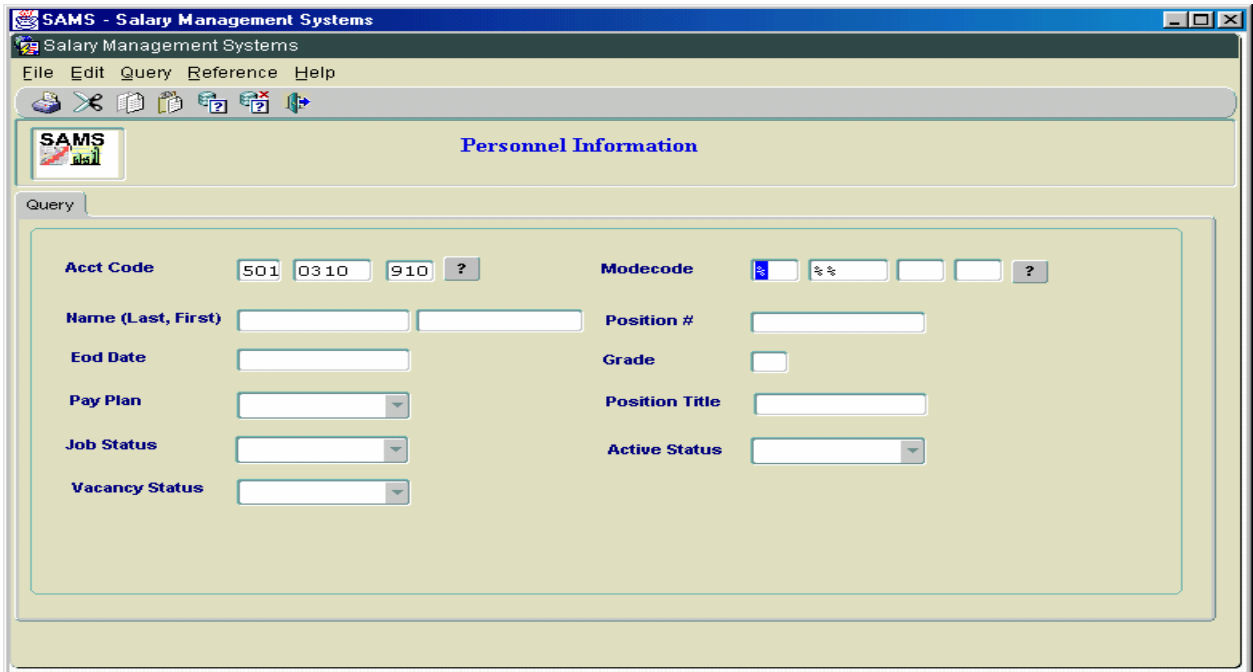 SAMS - Salary Management Systems
Salary Management Systems
File Edit Query Reference Help
SAMS
Personnel Information
Query
Acct Code 501 0310 910 ? Modecode % %% ?
Name (Last, First) Position #
Eod Date Grade
Pay Plan Position Title
Job Status Active Status
Vacancy Status